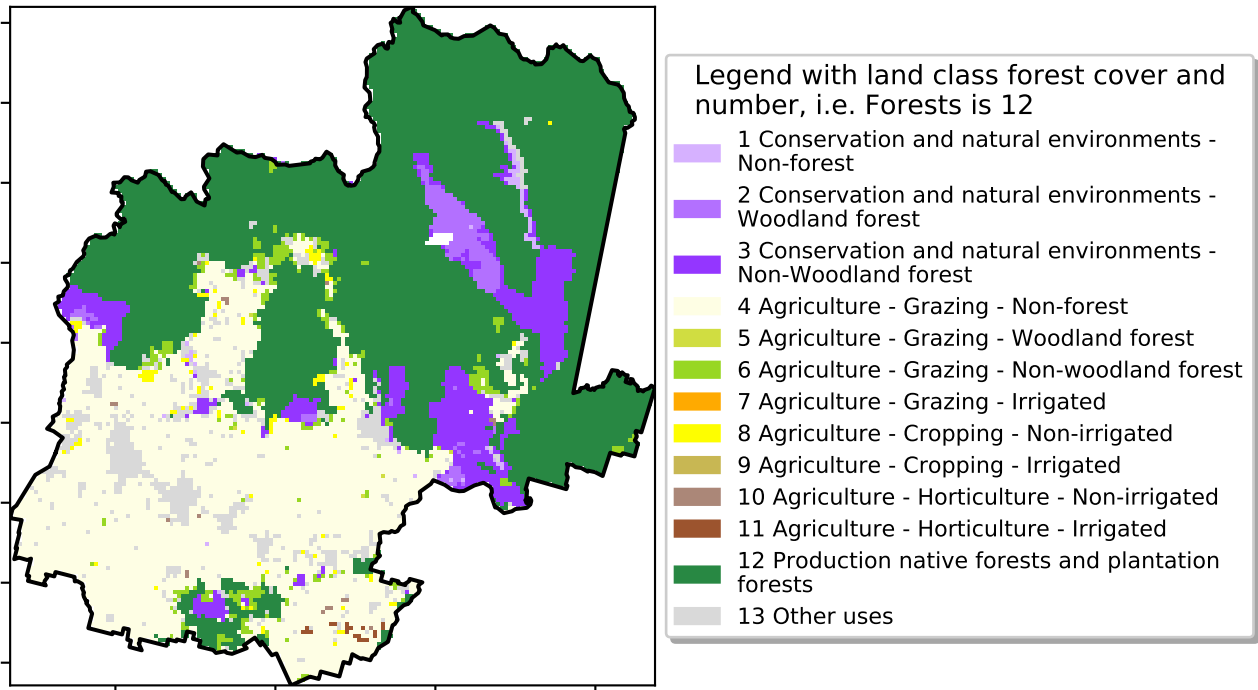 Legend with land class forest cover and
number, i.e. Forests is 12
1 Conservation and natural environments -
Non-forest
2 Conservation and natural environments -
Woodland forest
3 Conservation and natural environments -
Non-Woodland forest
4 Agriculture - Grazing - Non-forest
5 Agriculture - Grazing - Woodland forest
6 Agriculture - Grazing - Non-woodland forest
7 Agriculture - Grazing - Irrigated
8 Agriculture - Cropping - Non-irrigated
9 Agriculture - Cropping - Irrigated
10 Agriculture - Horticulture - Non-irrigated
11 Agriculture - Horticulture - Irrigated
12 Production native forests and plantation
forests
13 Other uses